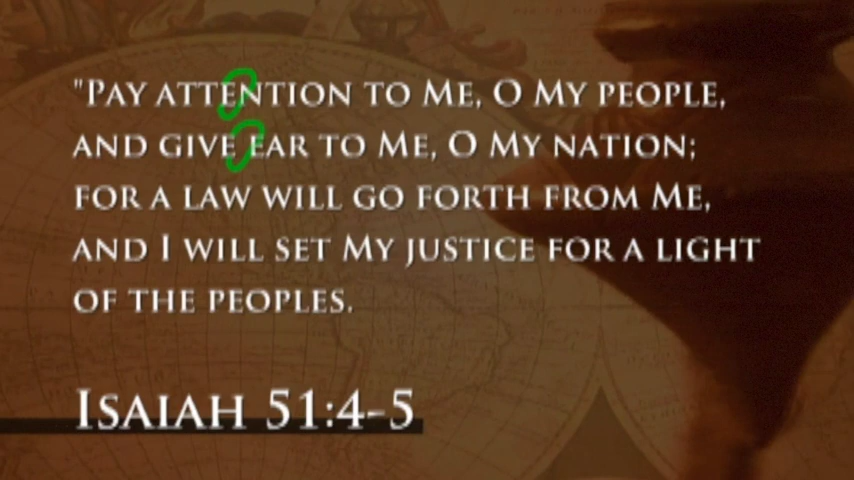 "Pay attention to Me, O My people,
and give ear to Me, O My nation;
for a law will go forth from Me,
and I will set My justice for a light
of the peoples.
Isaiah 51:4-5